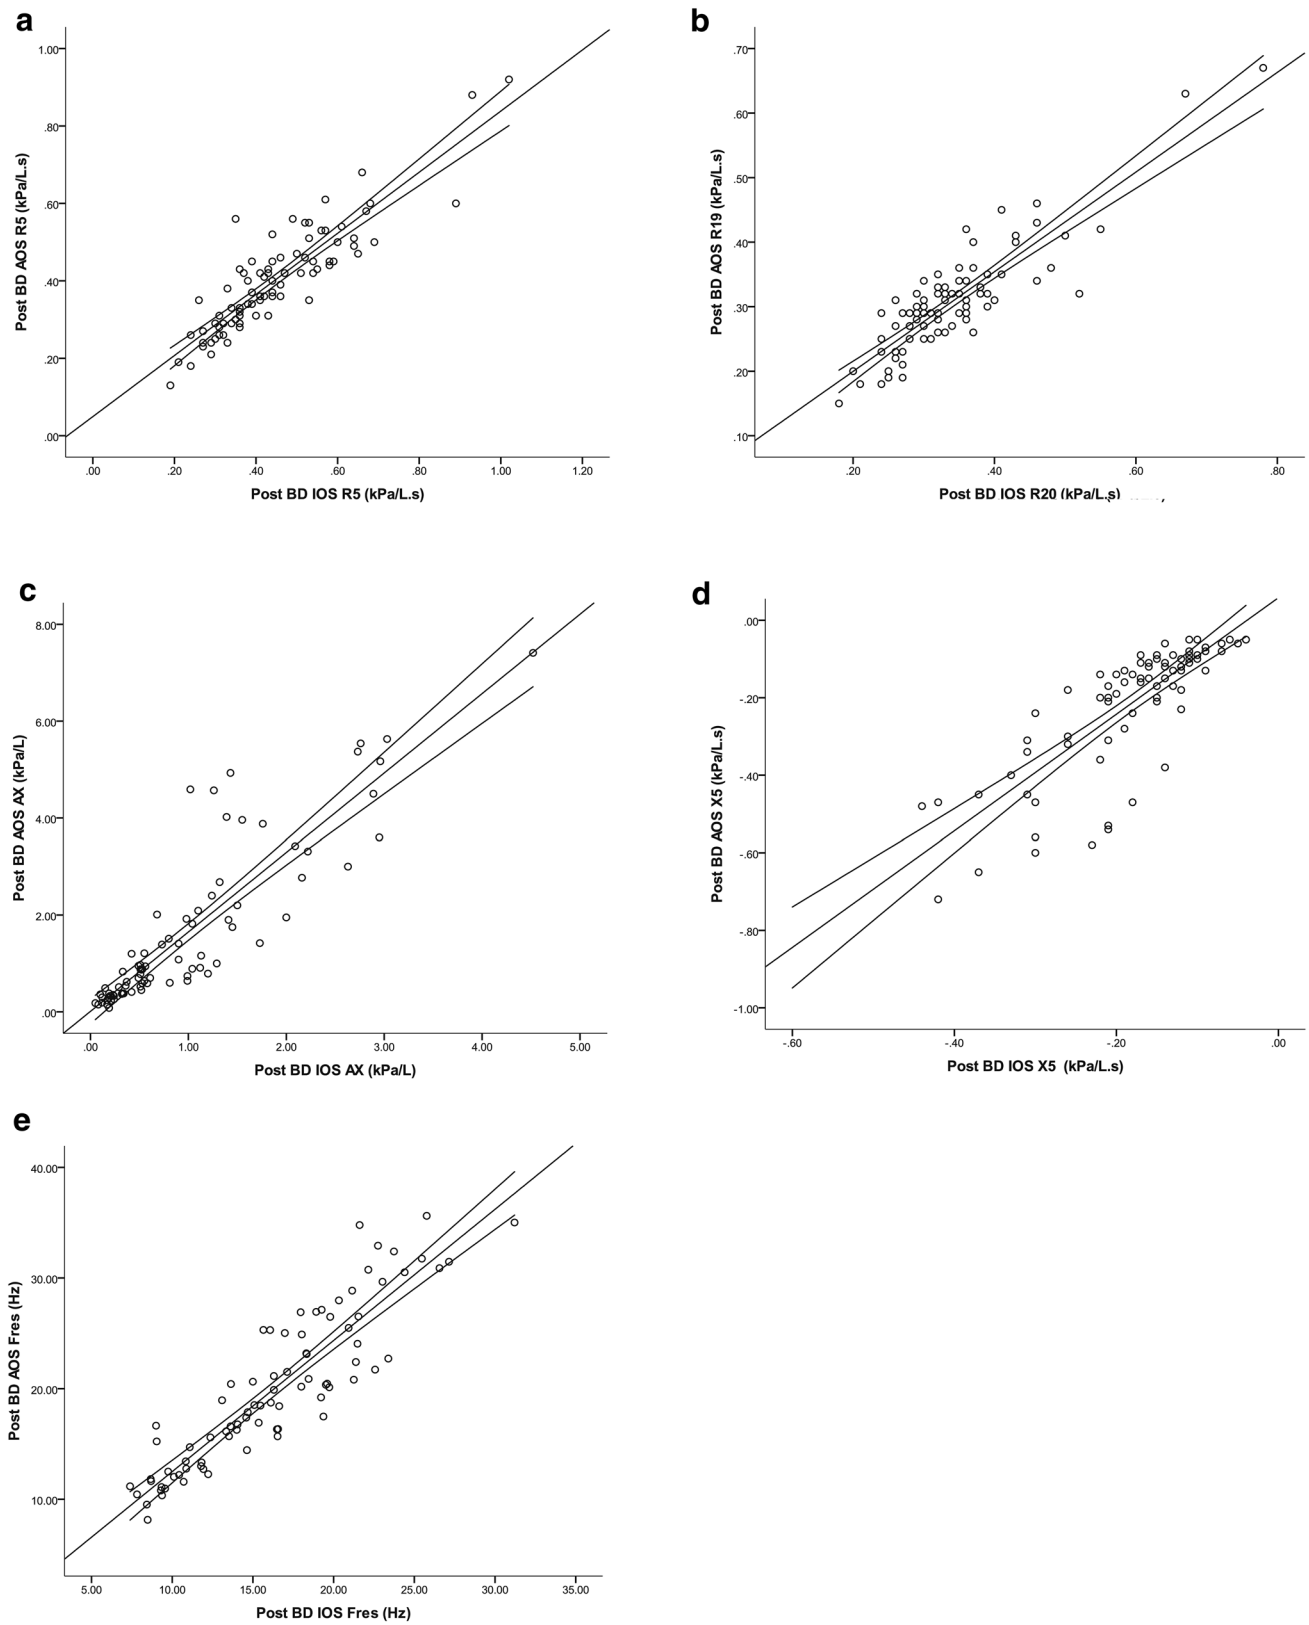 a
1.00
.80
.60
.40
.20
.00
Post BD AOS R5 (kPa/L.s)
.00 .20 .40 .60 .80 1.00 1.20
Post BD IOS R5 (kPa/L.s)
b
.70
.60
.50
.40
.30
.20
.10
Post BD AOS R19 (kPa/L.s)
.20 .40 .60 .80
Post BD IOS R20 (kPa/L.s)
c
8.00
6.00
4.00
2.00
.00
Post BD AOS AX (kPa/L)
.00 1.00 2.00 3.00 4.00 5.00
Post BD IOS AX (kPa/L)
d
.00
-.20
-.40
-.60
-.80
-1.00
Post BD AOS X5 (kPa/L.s)
-.60 -.40 -.20 .00
Post BD IOS X5 (kPa/L.s)
e
40.00
30.00
20.00
10.00
Post BD AOS Fres (Hz)
5.00 10.00 15.00 20.00 25.00 30.00 35.00
Post BD IOS Fres (Hz)